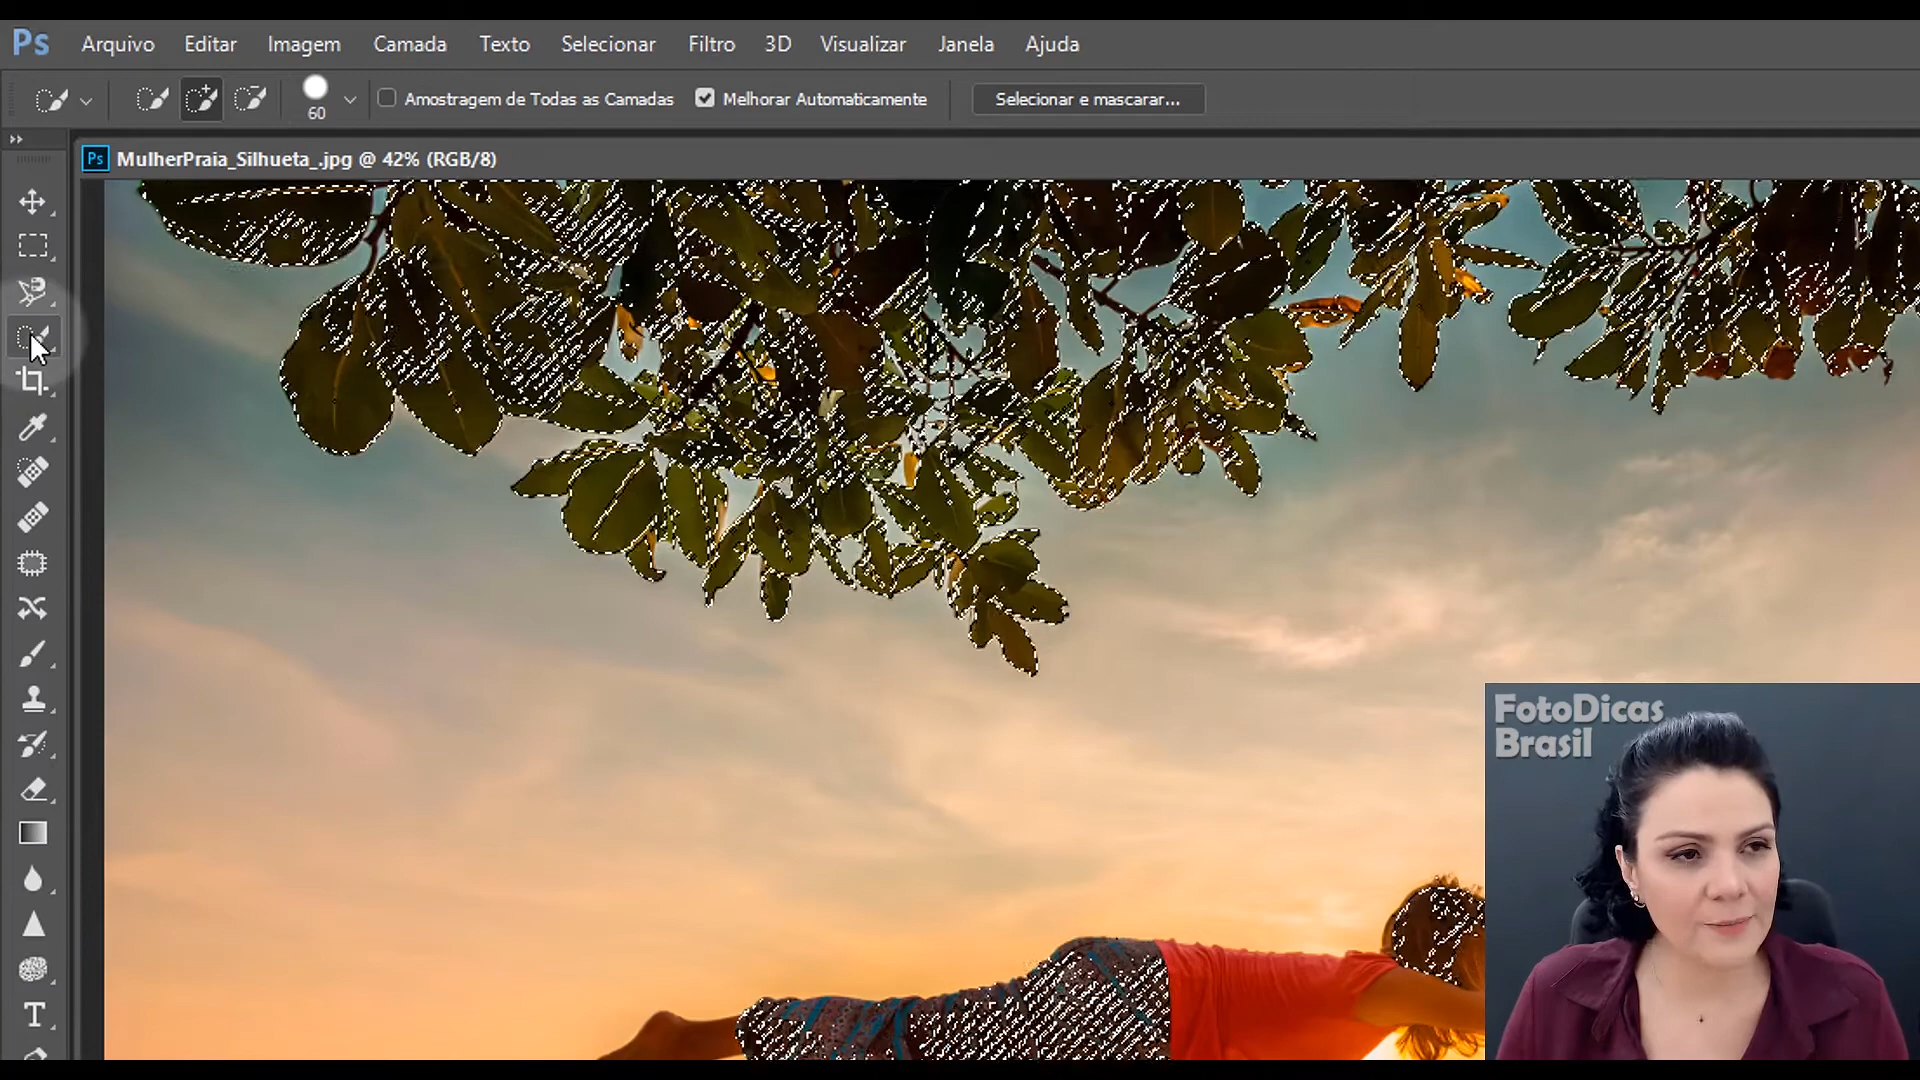 Ps Arquivo Editar Imagem Camada Texto Selecionar Filtro 3D Visualizar Janela Ajuda
60 Amostragem de Todas as Camadas Melhorar Automaticamente Selecionar e mascarar...
Ps MulherPraia_Silhueta_.jpg @ 42% (RGB/8)
FotoDicas
Brasil
T